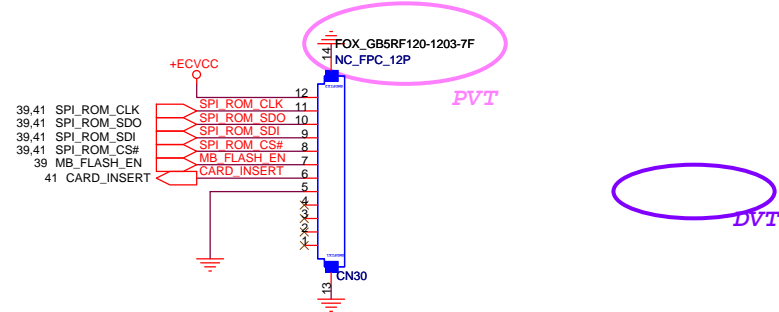 FOX_GB5RF120-1203-7F
14
NC_FPC_12P
+ECVCC
PVT
12
39,41 SPI_ROM_CLK SPI_ROM_CLK 11
39,41 SPI_ROM_SDO SPI_ROM_SDO 10
39,41 SPI_ROM_SDI SPI_ROM_SDI 9
39,41 SPI_ROM_CS# SPI_ROM_CS# 8
39 MB_FLASH_EN MB_FLASH_EN 7
41 CARD_INSERT CARD_INSERT 6
5
4
3
2
1
DVT
CN30
13